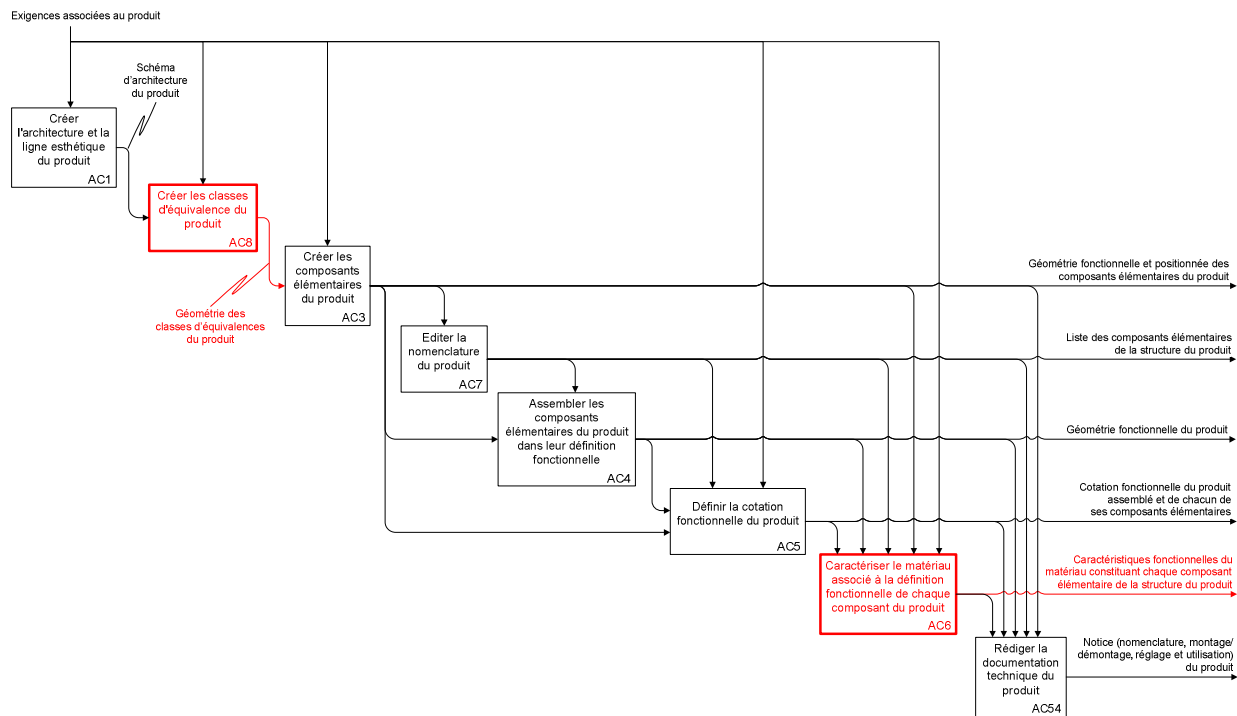 Exigences associées au produit
Schéma
d'architecture
du produit
Créer
l'architecture et la
ligne esthétique
du produit
AC1
Créer les classes
d'équivalence du
produit
AC8
Géométrie des
classes d'équivalences
du produit
Créer les
composants
élémentaires
du produit
AC3
Géométrie fonctionnelle et positionnée des
composants élémentaires du produit
Editer la
nomenclature
du produit
AC7
Liste des composants élémentaires
de la structure du produit
Assembler les
composants
élémentaires du produit
dans leur définition
fonctionnelle
AC4
Géométrie fonctionnelle du produit
Définir la cotation
fonctionnelle du produit
AC5
Cotation fonctionnelle du produit
assemblé et de chacun de
ses composants élémentaires
Caractériser le matériau
associé à la définition
fonctionnelle de chaque
composant du produit
AC6
Caractéristiques fonctionnelles du
matériau constituant chaque composant
élémentaire de la structure du produit
Rédiger la
documentation
technique du
produit
AC54
Notice (nomenclature, montage/
démontage, réglage et utilisation)
du produit